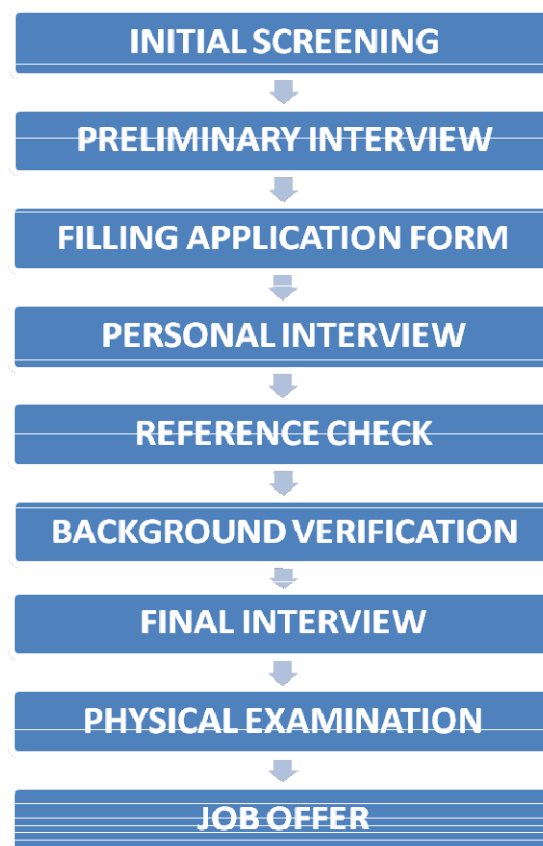 INITIAL SCREENING
PRELIMINARY INTERVIEW
FILLING APPLICATION FORM
PERSONAL INTERVIEW
REFERENCE CHECK
BACKGROUND VERIFICATION
FINAL INTERVIEW
PHYSICAL EXAMINATION
JOB OFFER